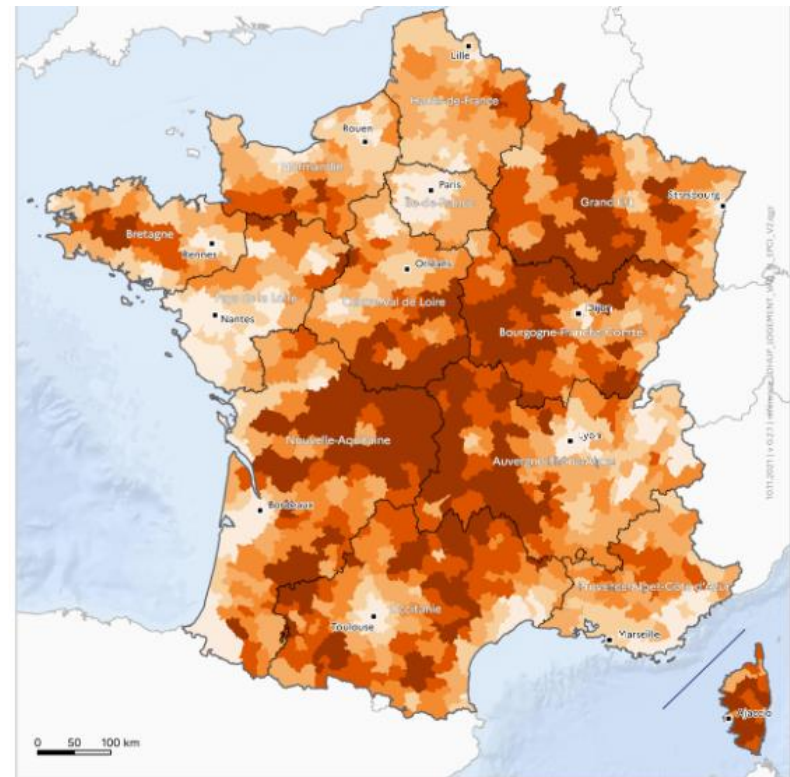 Lille
Hauts-de-France
Rouen
Normandie
Paris
Île-de-France
Grand Est
Strasbourg
Bretagne
Rennes
Orléans
Pays de la Loire
Centre-Val de Loire
Nantes
Dijon
Bourgogne-Franche-Comté
Nouvelle-Aquitaine
Lyon
Auvergne-Rhône-Alpes
Bordeaux
Provence-Alpes-Côte d'Azur
Occitanie
Toulouse
Marseille
Ajaccio
0 50 100 km